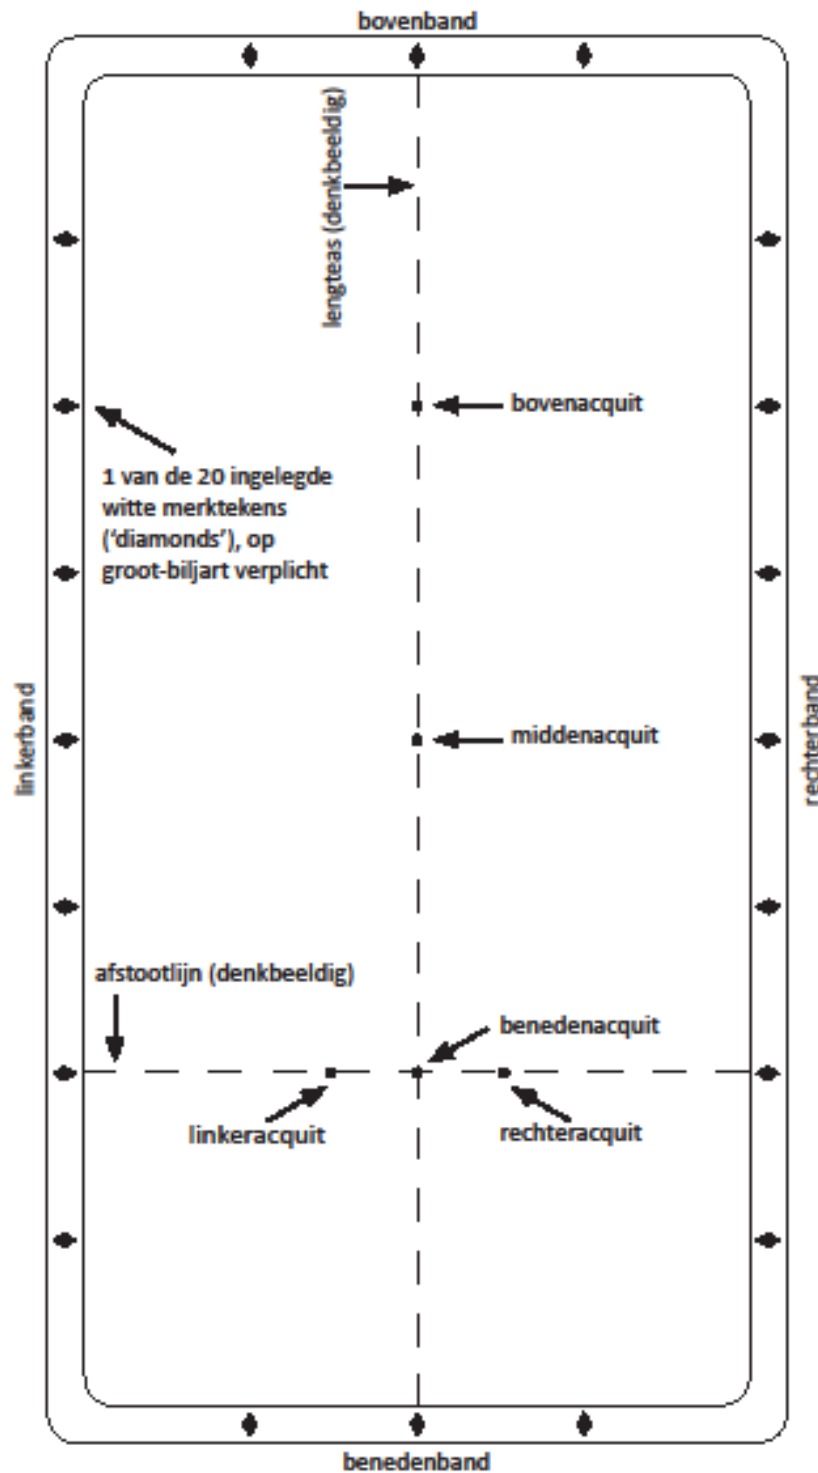 bovenband
lengteas (denkbeeldig)
bovenacquit
1 van de 20 ingelegde
witte merktekens
(‘diamonds’), op
groot-biljart verplicht
linkerband
middenacquit
rechterband
afstootlijn (denkbeeldig)
benedenacquit
linkeracquit
rechteracquit
benedenband